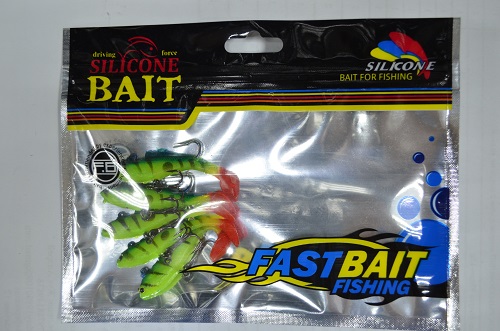 driving force
SILICONE
BAIT
SILICONE
BAIT FOR FISHING
F.B
FASTBAIT
FISHING